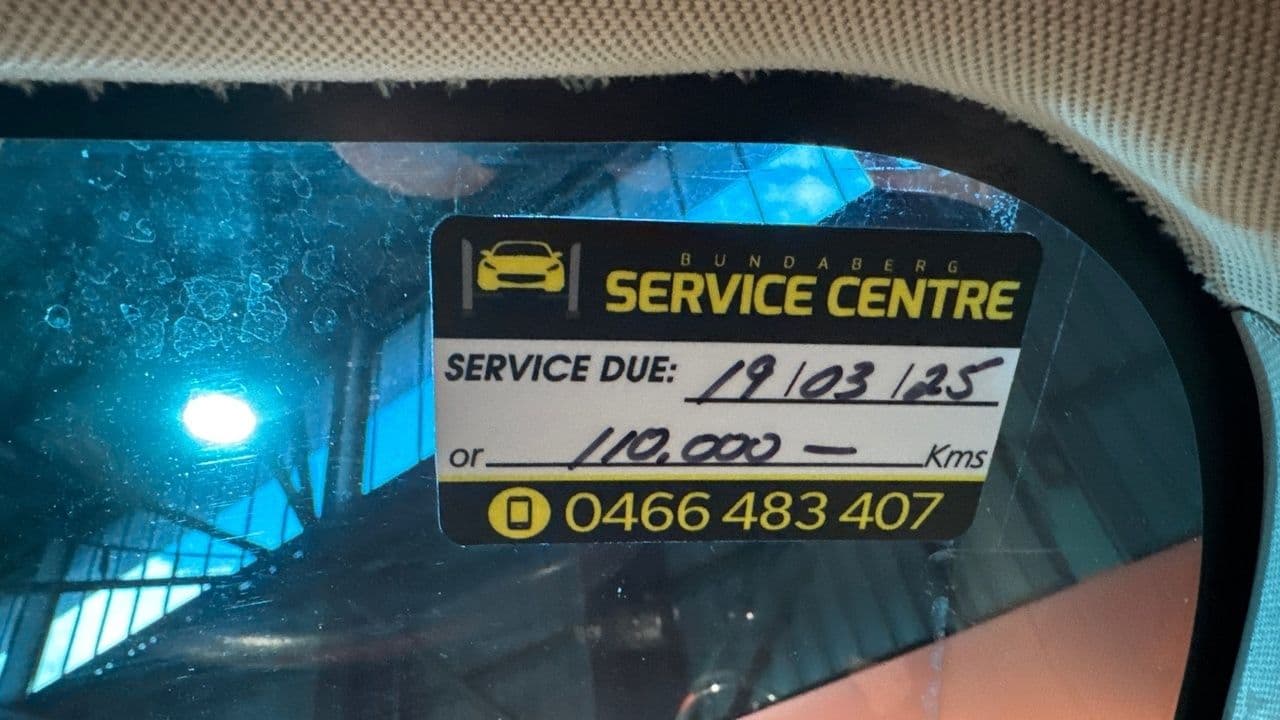 BUNDABERG
SERVICE CENTRE
SERVICE DUE: 19/03/25
or 110.000 — Kms
0466 483 407